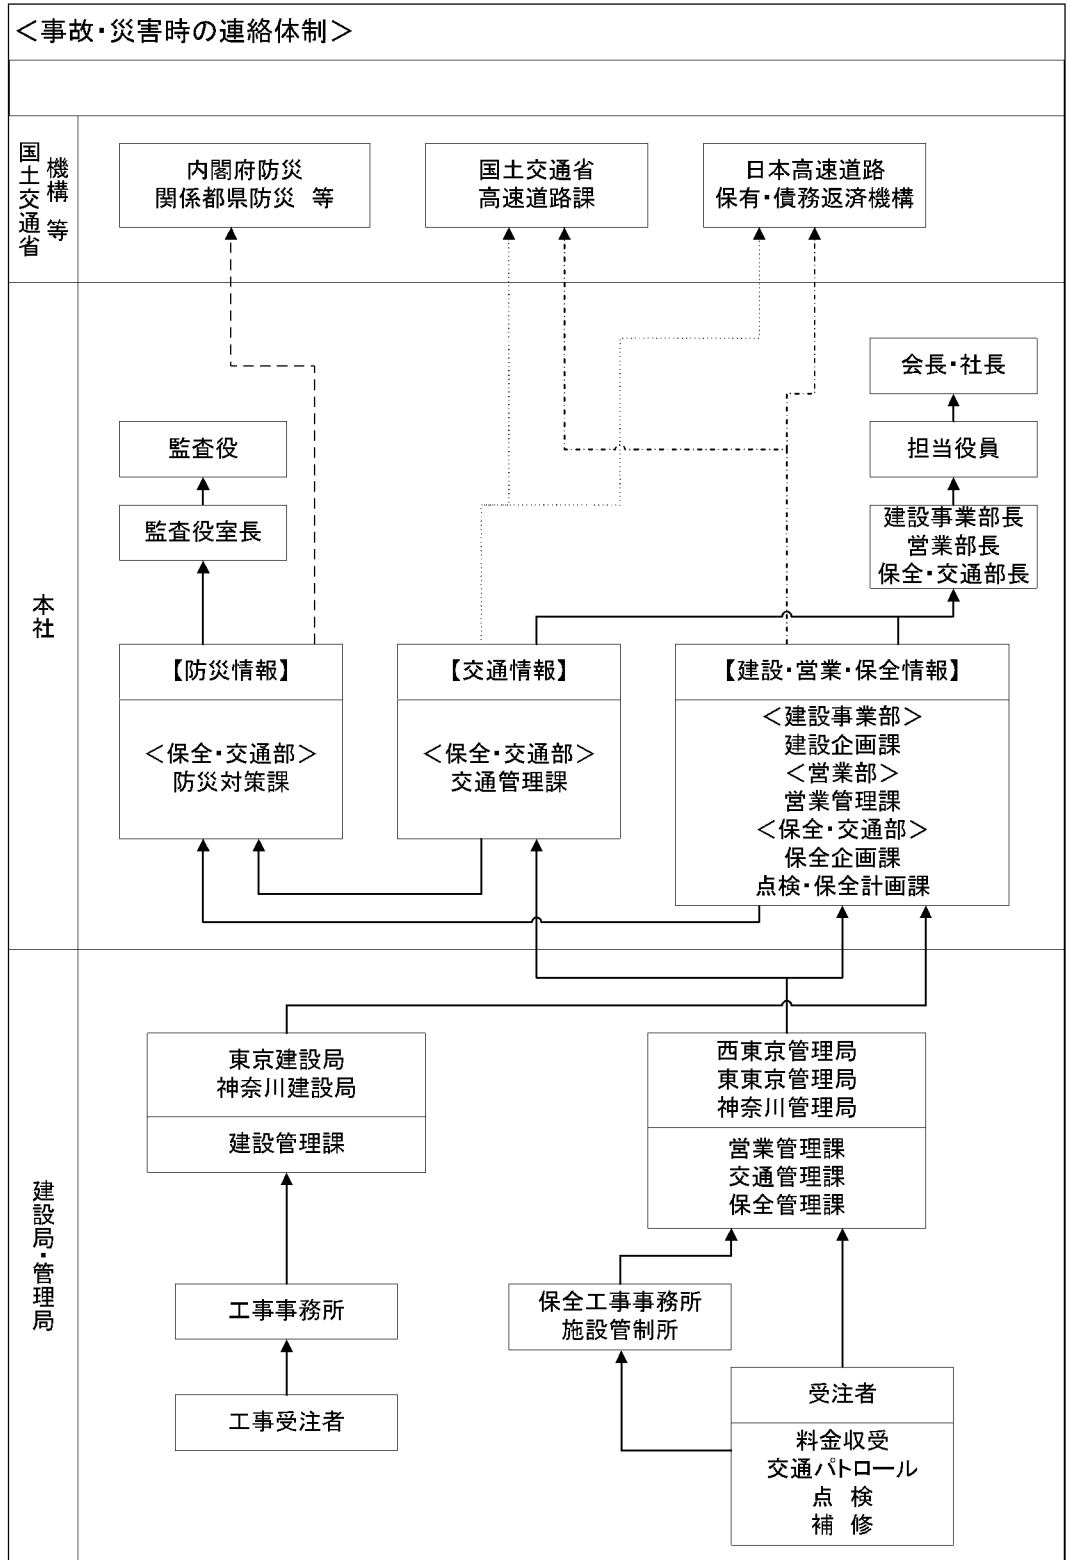 ＜事故・災害時の連絡体制＞
国土交通省
機構 等
内閣府防災
関係都県防災 等
国土交通省
高速道路課
日本高速道路
保有・債務返済機構
本社
会長・社長
監査役
担当役員
監査役室長
建設事業部長
営業部長
保全・交通部長
【防災情報】
＜保全・交通部＞
防災対策課
【交通情報】
＜保全・交通部＞
交通管理課
【建設・営業・保全情報】
＜建設事業部＞
建設企画課
＜営業部＞
営業管理課
＜保全・交通部＞
保全企画課
点検・保全計画課
建設局・管理局
東京建設局
神奈川建設局
建設管理課
西東京管理局
東東京管理局
神奈川管理局
営業管理課
交通管理課
保全管理課
工事事務所
保全工事事務所
施設管制所
工事受注者
受注者
料金収受
交通パトロール
点 検
補 修